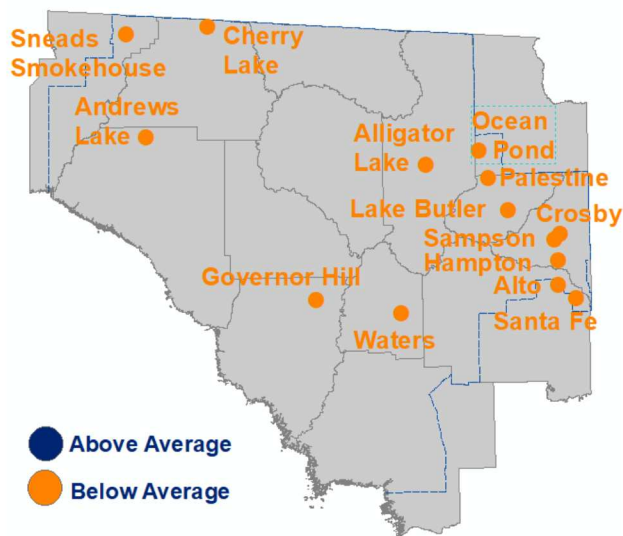 Sneads
Smokehouse
Cherry
Lake
Andrews
Lake
Ocean
Pond
Alligator
Lake
Palestine
Lake Butler
Crosby
Sampson
Hampton
Governor Hill
Alto
Santa Fe
Waters
Above Average
Below Average